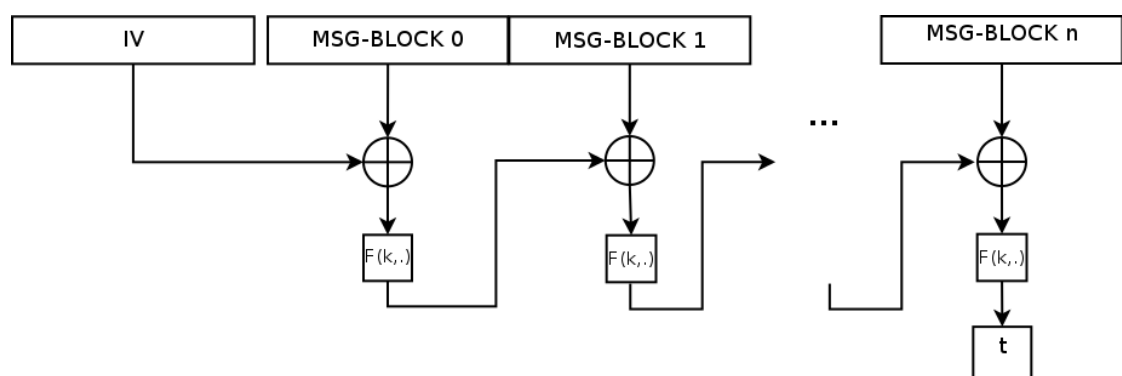 IV
MSG-BLOCK 0
MSG-BLOCK 1
MSG-BLOCK n
...
F(k,.)
F(k,.)
F(k,.)
t